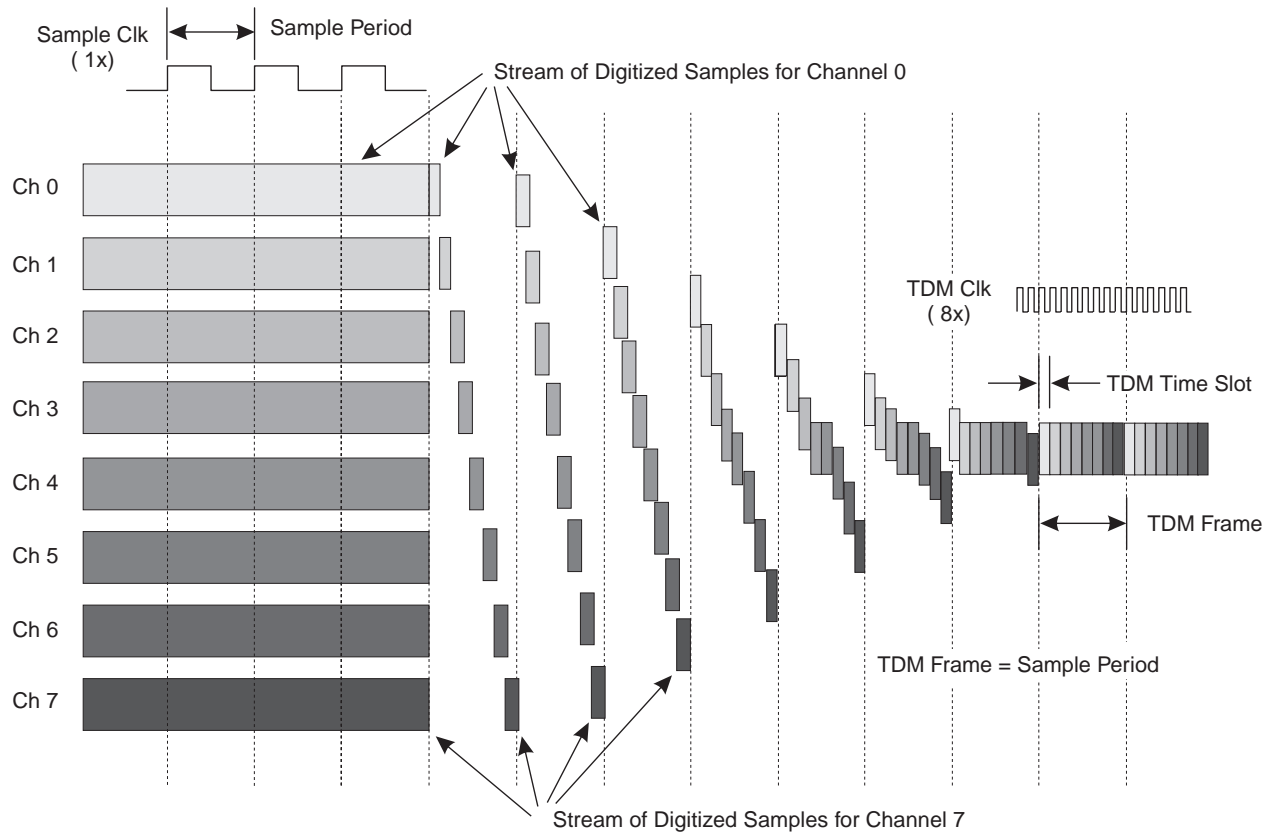 Sample Clk
( 1x)
Sample Period
Stream of Digitized Samples for Channel 0
Ch 0
Ch 1
Ch 2
Ch 3
Ch 4
Ch 5
Ch 6
Ch 7
TDM Clk
( 8x)
TDM Time Slot
TDM Frame
TDM Frame = Sample Period
Stream of Digitized Samples for Channel 7